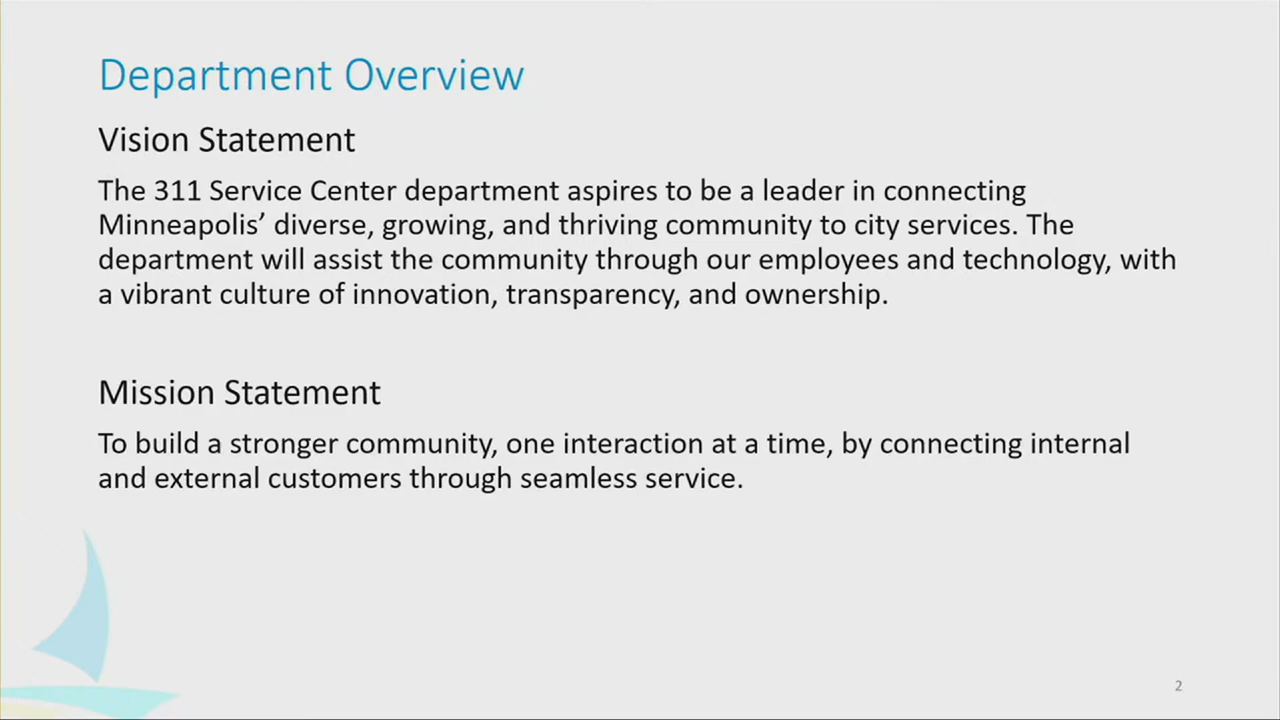 Department Overview
Vision Statement
The 311 Service Center department aspires to be a leader in connecting
Minneapolis’ diverse, growing, and thriving community to city services. The
department will assist the community through our employees and technology, with
a vibrant culture of innovation, transparency, and ownership.
Mission Statement
To build a stronger community, one interaction at a time, by connecting internal
and external customers through seamless service.
2